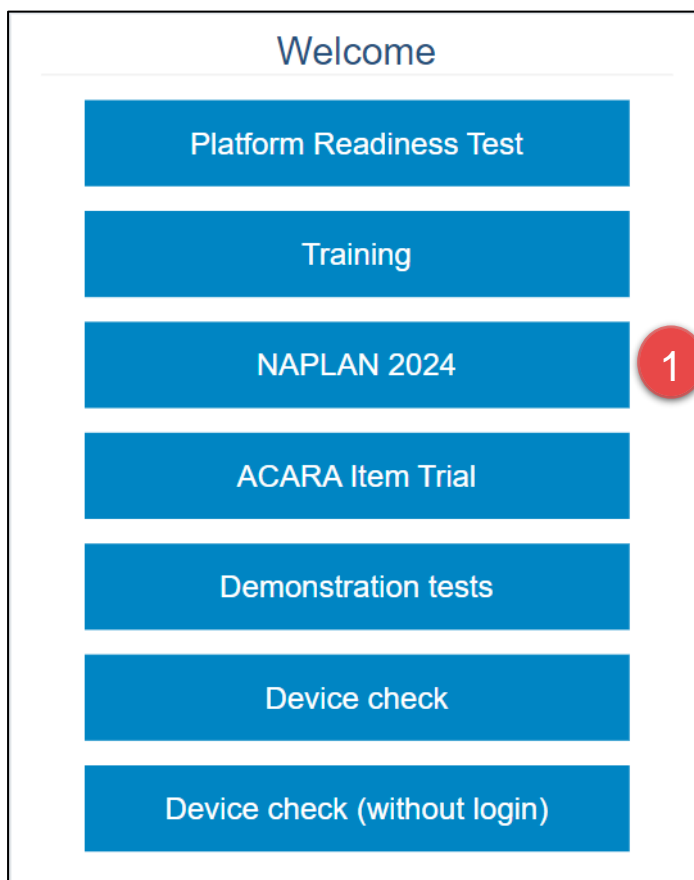 Welcome
Platform Readiness Test
Training
NAPLAN 2024
1
ACARA Item Trial
Demonstration tests
Device check
Device check (without login)